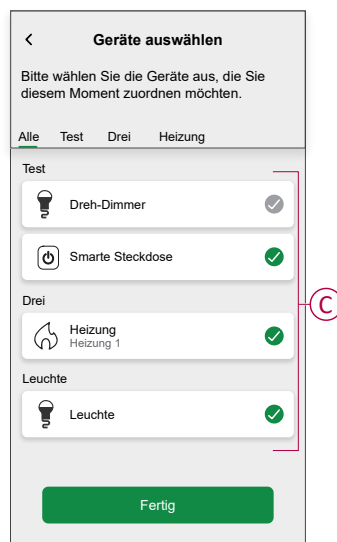 Geräte auswählen
Bitte wählen Sie die Geräte aus, die Sie
diesem Moment zuordnen möchten.
Alle Test Drei Heizung
Test
Dreh-Dimmer
Smarte Steckdose
Drei
Heizung
Heizung 1
C
Leuchte
Leuchte
Fertig